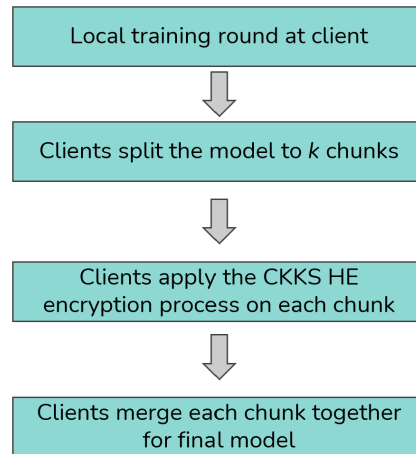 Local training round at client
Clients split the model to k chunks
Clients apply the CKKS HE
encryption process on each chunk
Clients merge each chunk together
for final model